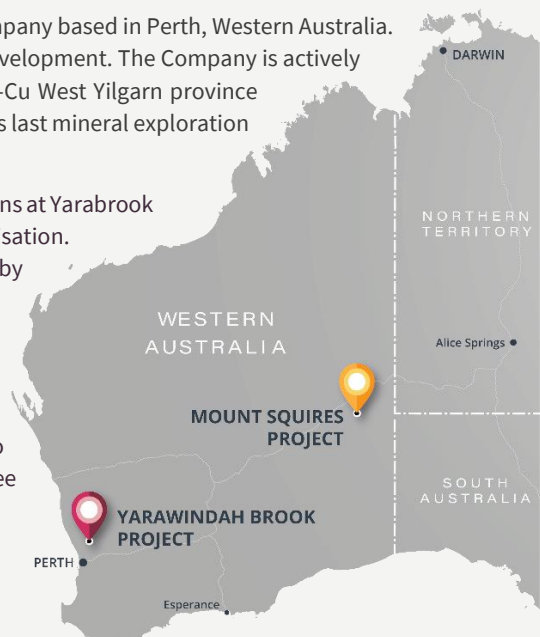 mpany based in Perth, Western Australia.
velopment. The Company is actively
-Cu West Yilgarn province
s last mineral exploration
ns at Yarabrook
isation.
by
o
ee
DARWIN
NORTHERN
TERRITORY
WESTERN
AUSTRALIA
Alice Springs
MOUNT SQUIRES
PROJECT
SOUTH
AUSTRALIA
YARAWINDAH BROOK
PROJECT
PERTH
Esperance